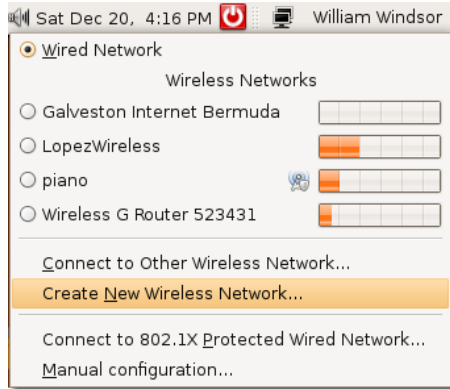 Sat Dec 20, 4:16 PM William Windsor
Wired Network
Wireless Networks
Galveston Internet Bermuda
LopezWireless
piano
Wireless G Router 523431
Connect to Other Wireless Network...
Create New Wireless Network...
Connect to 802.1X Protected Wired Network...
Manual configuration...